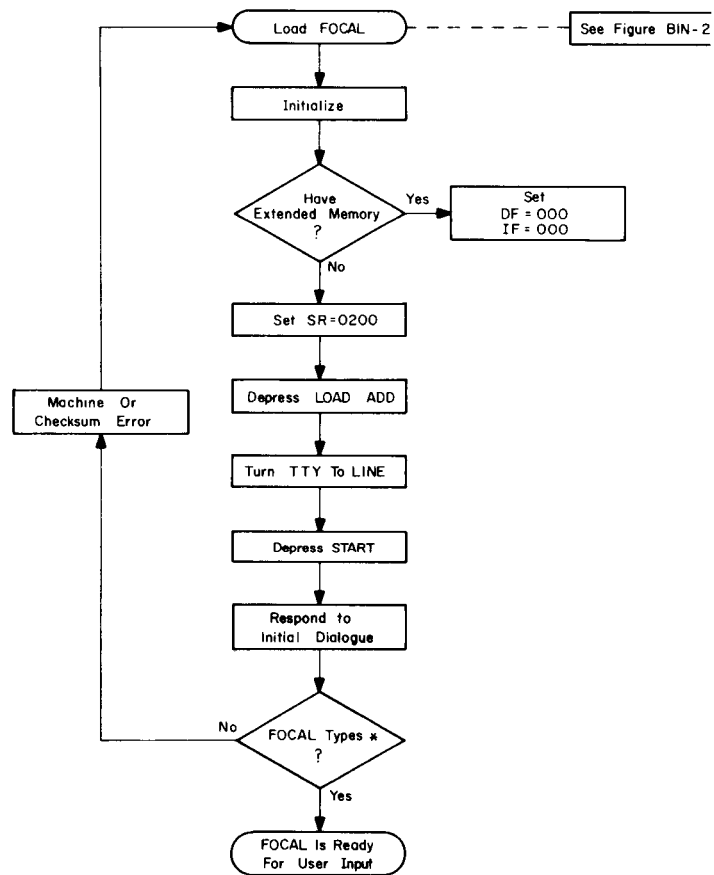 Load FOCAL
See Figure BIN-2
Initialize
Have
Extended Memory
?
Yes
Set
DF = 000
IF = 000
No
Set SR=0200
Machine Or
Checksum Error
Depress LOAD ADD
Turn TTY To LINE
Depress START
Respond to
Initial Dialogue
No
FOCAL Types *
?
Yes
FOCAL Is Ready
For User Input